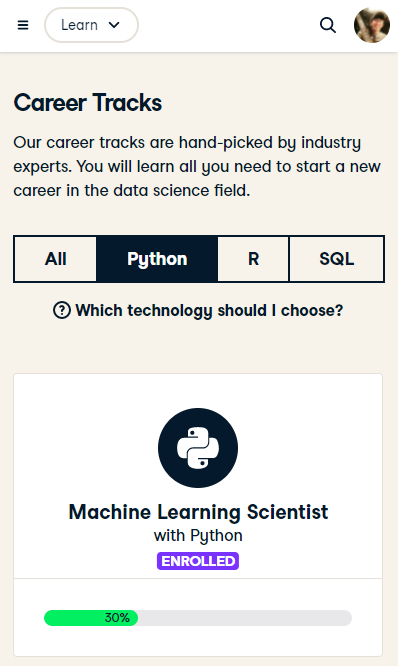 Learn
Career Tracks
Our career tracks are hand-picked by industry
experts. You will learn all you need to start a new
career in the data science field.
All Python R SQL
? Which technology should I choose?
Machine Learning Scientist
with Python
ENROLLED
30%